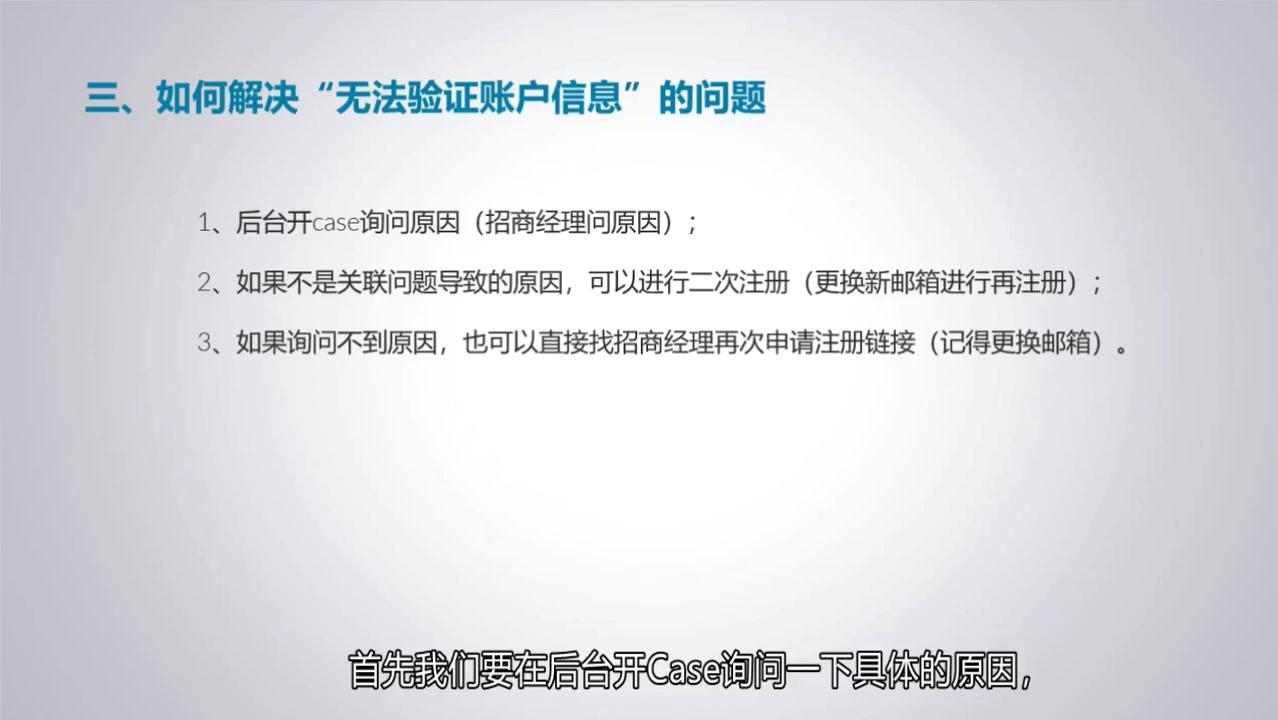 三、如何解决“无法验证账户信息”的问题
1、后台开case询问原因（招商经理问原因）；
2、如果不是关联问题导致的原因，可以进行二次注册（更换新邮箱进行再注册）；
3、如果询问不到原因，也可以直接找招商经理再次申请注册链接（记得更换邮箱）。
首先我们要在后台开Case询问一下具体的原因，